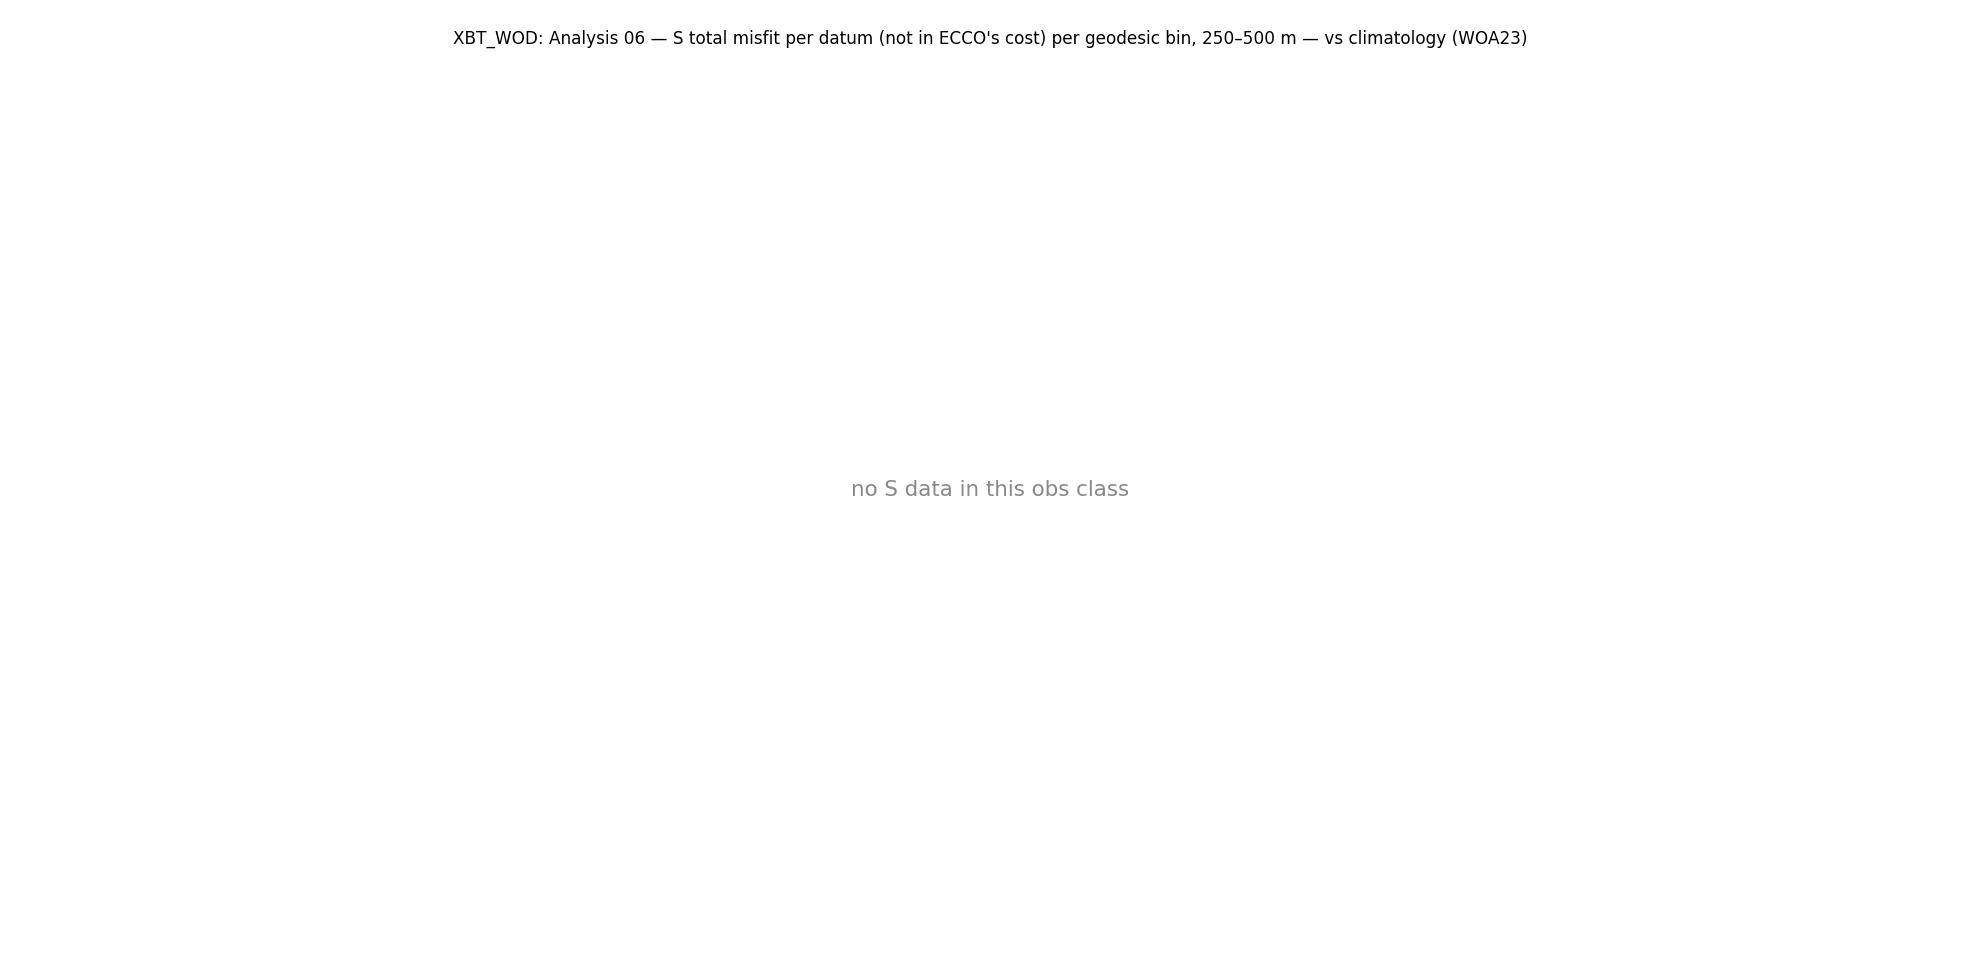 XBT_WOD: Analysis 06 — S total misfit per datum (not in ECCO's cost) per geodesic bin, 250–500 m — vs climatology (WOA23)
no S data in this obs class